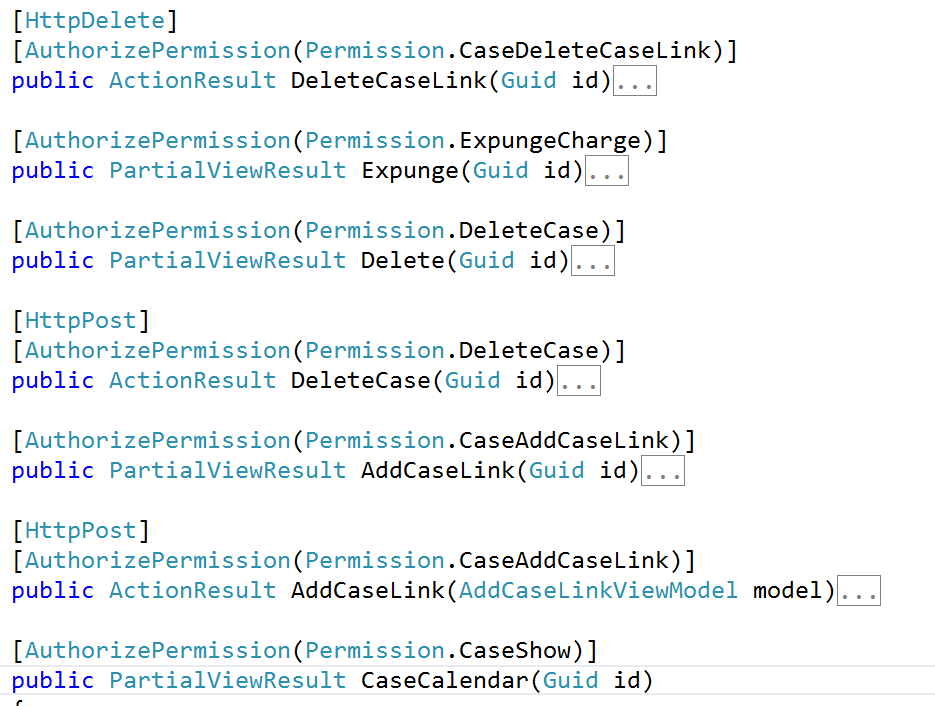 [HttpDelete]
[AuthorizePermission(Permission.CaseDeleteCaseLink)]
public ActionResult DeleteCaseLink(Guid id)...
[AuthorizePermission(Permission.ExpungeCharge)]
public PartialViewResult Expunge(Guid id)...
[AuthorizePermission(Permission.DeleteCase)]
public PartialViewResult Delete(Guid id)...
[HttpPost]
[AuthorizePermission(Permission.DeleteCase)]
public ActionResult DeleteCase(Guid id)...
[AuthorizePermission(Permission.CaseAddCaseLink)]
public PartialViewResult AddCaseLink(Guid id)...
[HttpPost]
[AuthorizePermission(Permission.CaseAddCaseLink)]
public ActionResult AddCaseLink(AddCaseLinkViewModel model)...
[AuthorizePermission(Permission.CaseShow)]
public PartialViewResult CaseCalendar(Guid id)